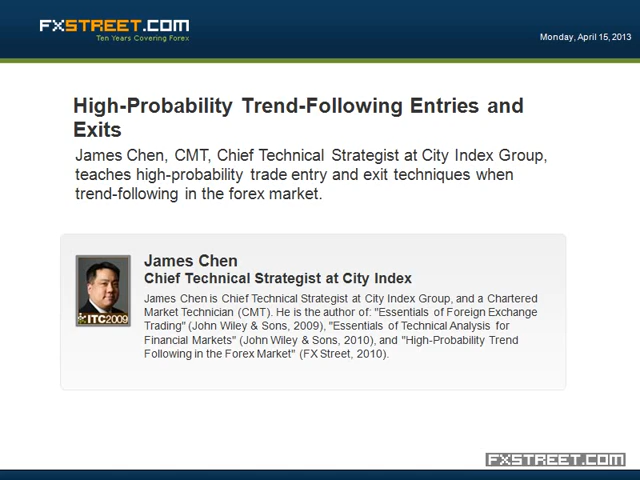 FXSTREET.COM
Ten Years Covering Forex
Monday, April 15, 2013
High-Probability Trend-Following Entries and
Exits
James Chen, CMT, Chief Technical Strategist at City Index Group,
teaches high-probability trade entry and exit techniques when
trend-following in the forex market.
James Chen
Chief Technical Strategist at City Index
James Chen is Chief Technical Strategist at City Index Group, and a Chartered
Market Technician (CMT). He is the author of: "Essentials of Foreign Exchange
Trading" (John Wiley & Sons, 2009), "Essentials of Technical Analysis for
Financial Markets" (John Wiley & Sons, 2010), and "High-Probability Trend
Following in the Forex Market" (FX Street, 2010).
ITC2009
FXSTREET.COM